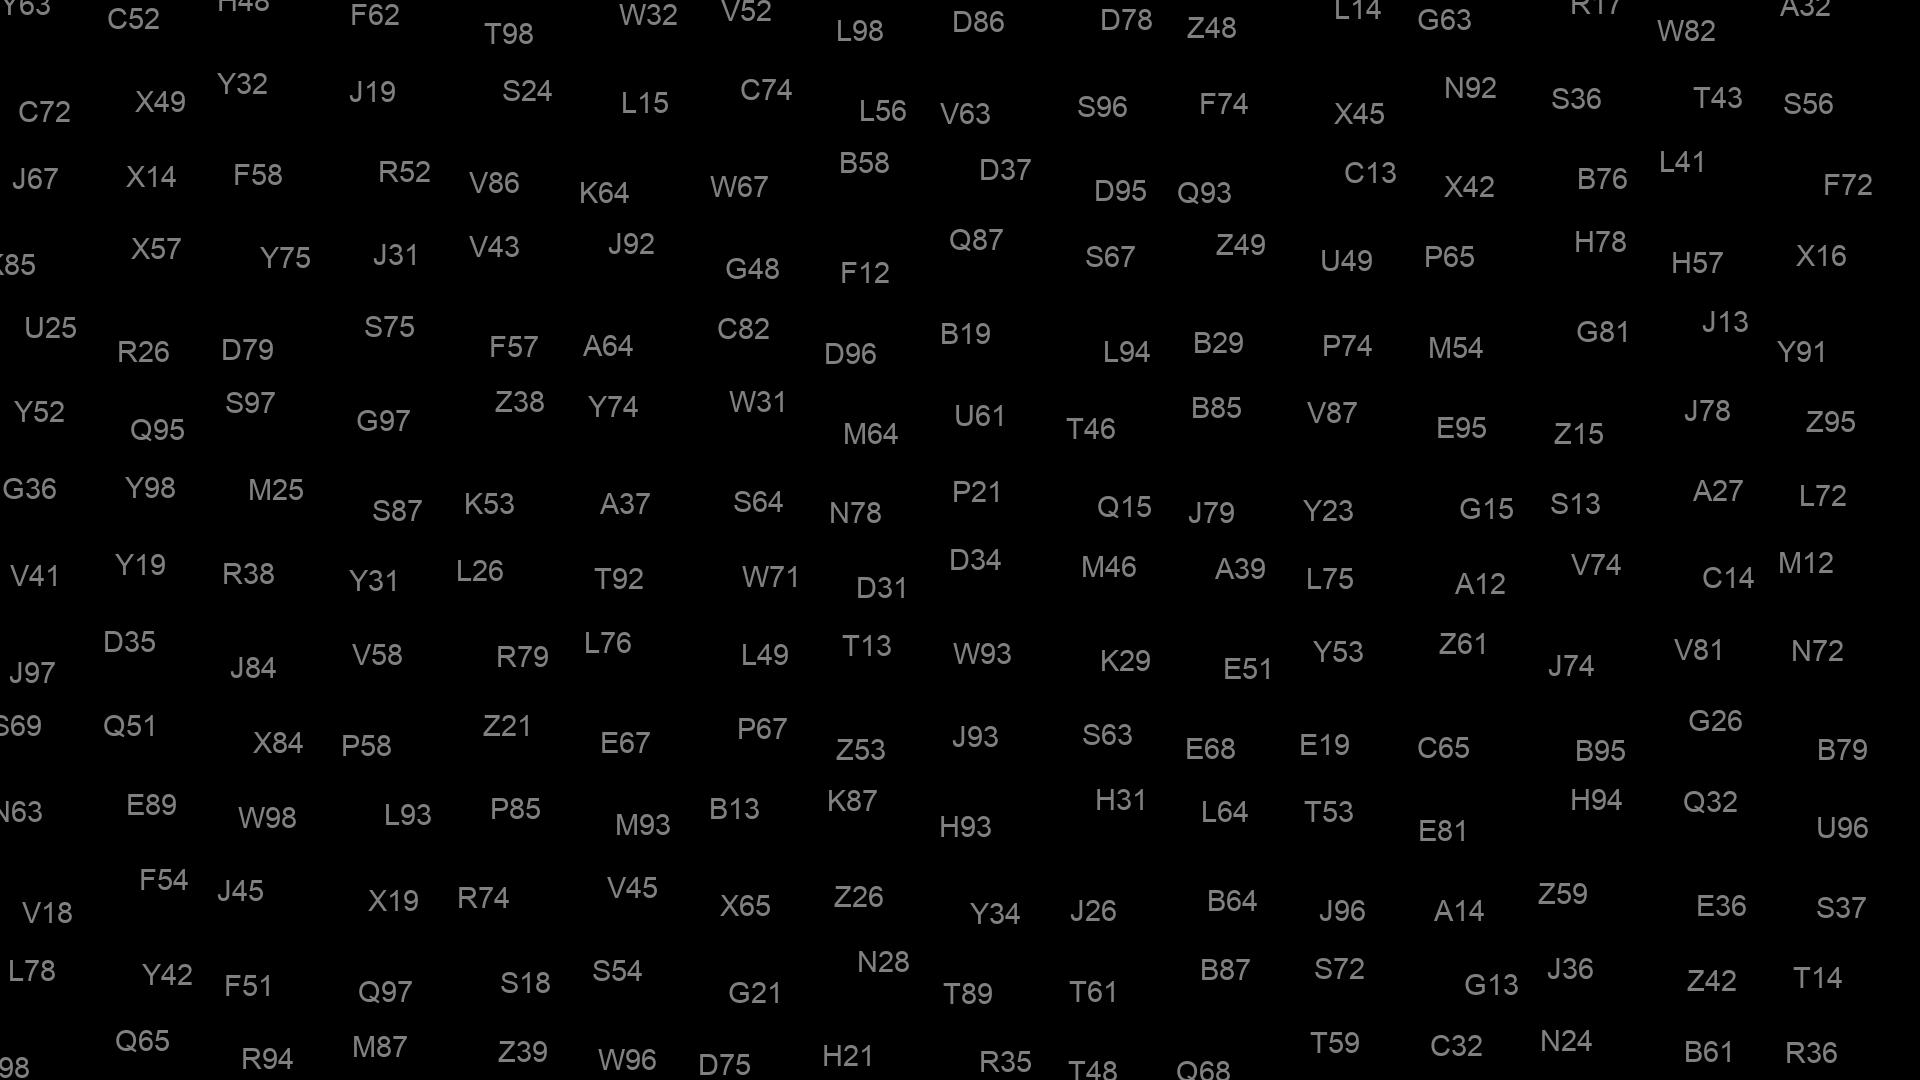 Y63 C52 H48 F62 T98 W32 V52 L98 D86 D78 Z48 L14 G63 R17 W82 A32
C72 X49 Y32 J19 S24 L15 C74 L56 V63 S96 F74 X45 N92 S36 T43 S56
J67 X14 F58 R52 V86 K64 W67 B58 D37 D95 Q93 C13 X42 B76 L41 F72
K85 X57 Y75 J31 V43 J92 G48 F12 Q87 S67 Z49 U49 P65 H78 H57 X16
U25 R26 D79 S75 F57 A64 C82 D96 B19 L94 B29 P74 M54 G81 J13 Y91
Y52 Q95 S97 G97 Z38 Y74 W31 M64 U61 T46 B85 V87 E95 Z15 J78 Z95
G36 Y98 M25 S87 K53 A37 S64 N78 P21 Q15 J79 Y23 G15 S13 A27 L72
V41 Y19 R38 Y31 L26 T92 W71 D31 D34 M46 A39 L75 A12 V74 C14 M12
J97 D35 J84 V58 R79 L76 L49 T13 W93 K29 E51 Y53 Z61 J74 V81 N72
S69 Q51 X84 P58 Z21 E67 P67 Z53 J93 S63 E68 E19 C65 B95 G26 B79
N63 E89 W98 L93 P85 M93 B13 K87 H93 H31 L64 T53 E81 H94 Q32 U96
V18 F54 J45 X19 R74 V45 X65 Z26 Y34 J26 B64 J96 A14 Z59 E36 S37
L78 Y42 F51 Q97 S18 S54 G21 N28 T89 T61 B87 S72 G13 J36 Z42 T14
98 Q65 R94 M87 Z39 W96 D75 H21 R35 T48 Q68 T59 C32 N24 B61 R36